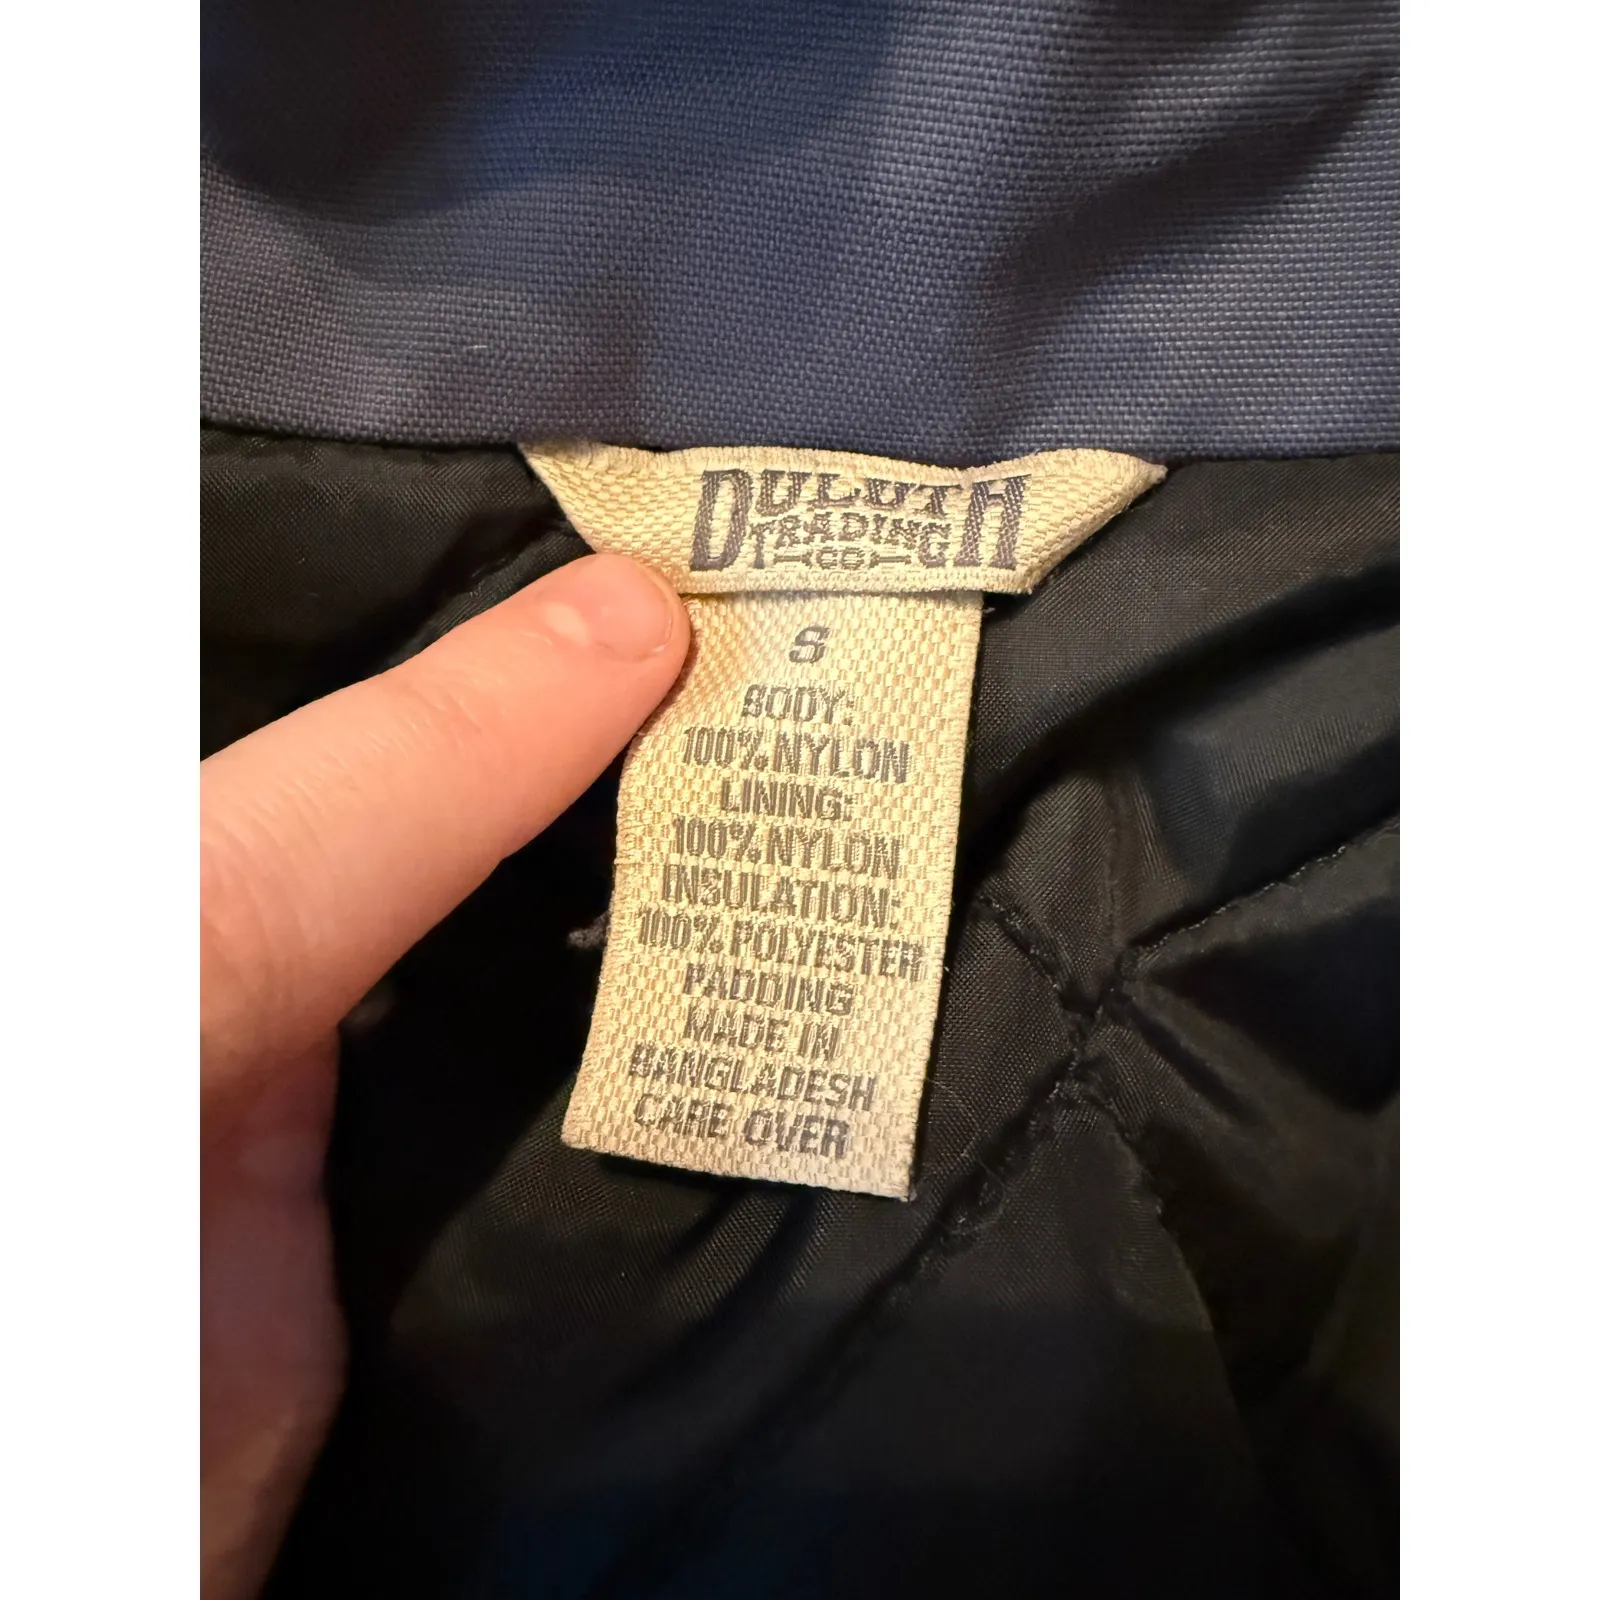 DULUTH
TRADING
CO
S
BODY:
100% NYLON
LINING:
100% NYLON
INSULATION:
100% POLYESTER
PADDING
MADE IN
BANGLADESH
CARE OVER